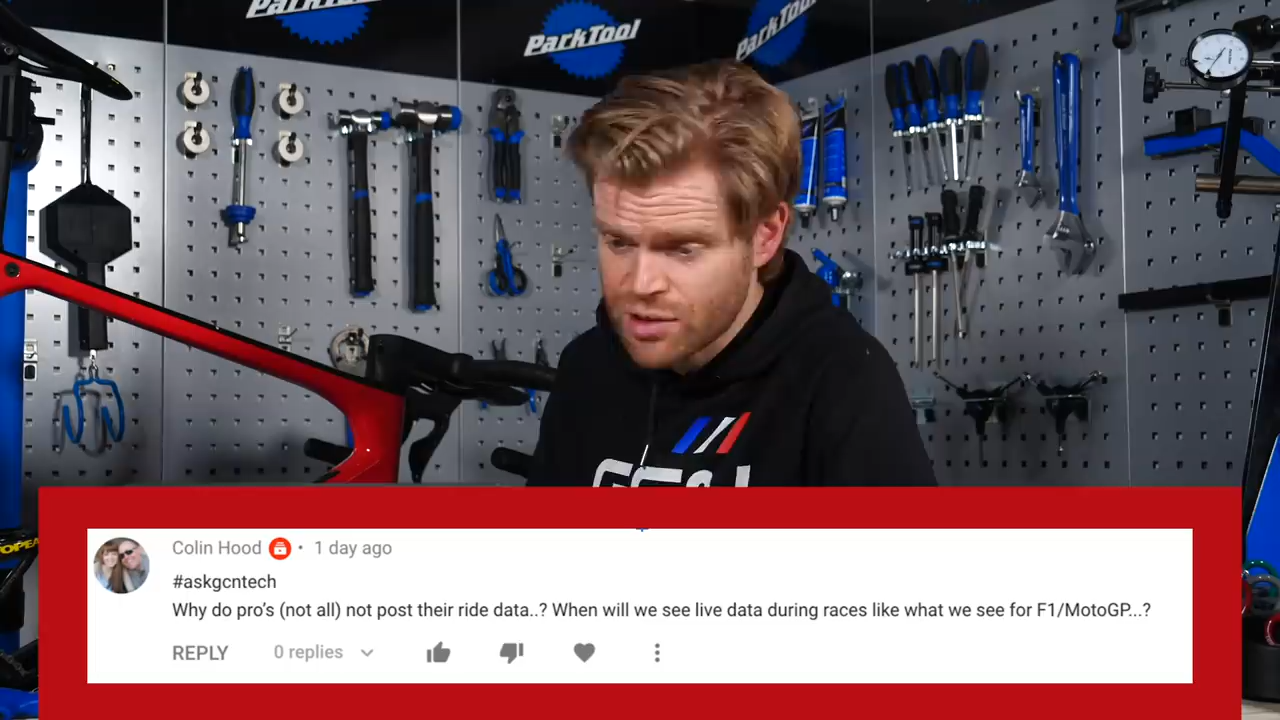 ParkTool
ParkTool
ParkTool
Colin Hood • 1 day ago
#askgcntech
Why do pro's (not all) not post their ride data..? When will we see live data during races like what we see for F1/MotoGP...?
REPLY 0 replies